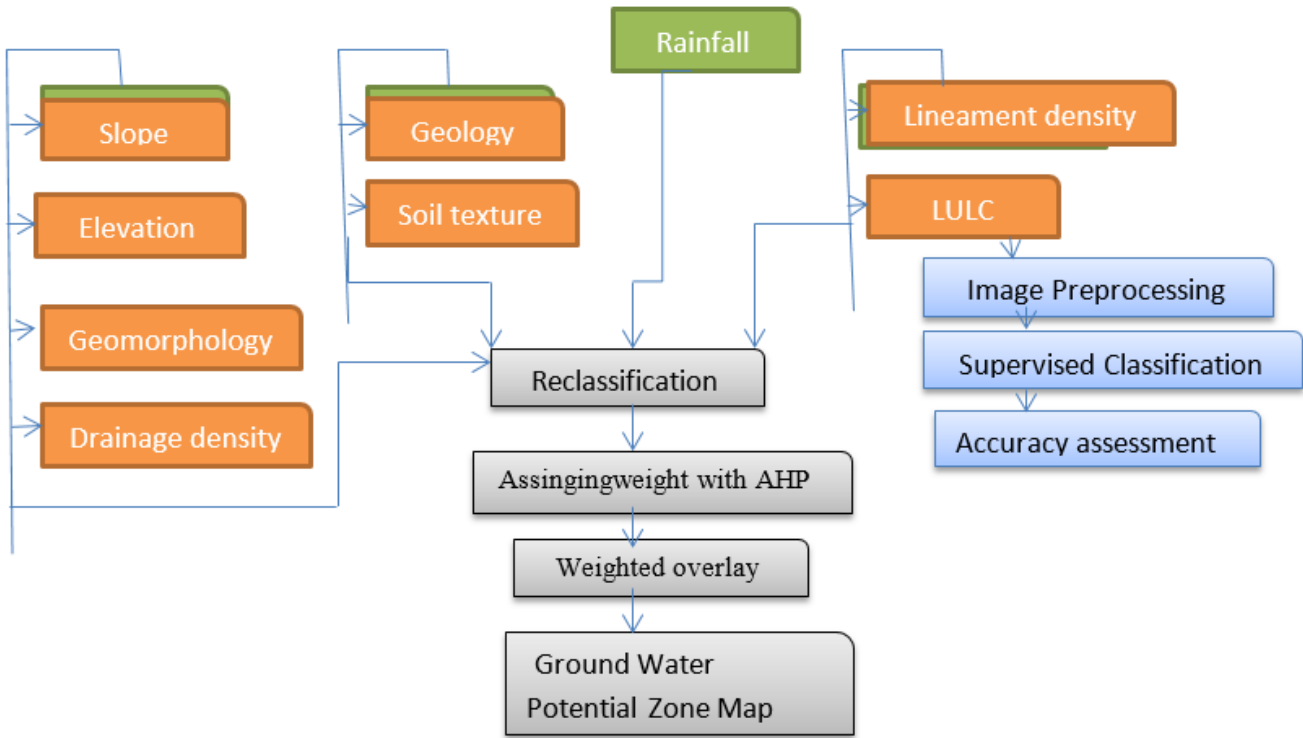 Rainfall
Slope
Elevation
Geomorphology
Drainage density
Geology
Soil texture
Lineament density
LULC
Image Preprocessing
Supervised Classification
Accuracy assessment
Reclassification
Assingingweight with AHP
Weighted overlay
Ground Water
Potential Zone Map